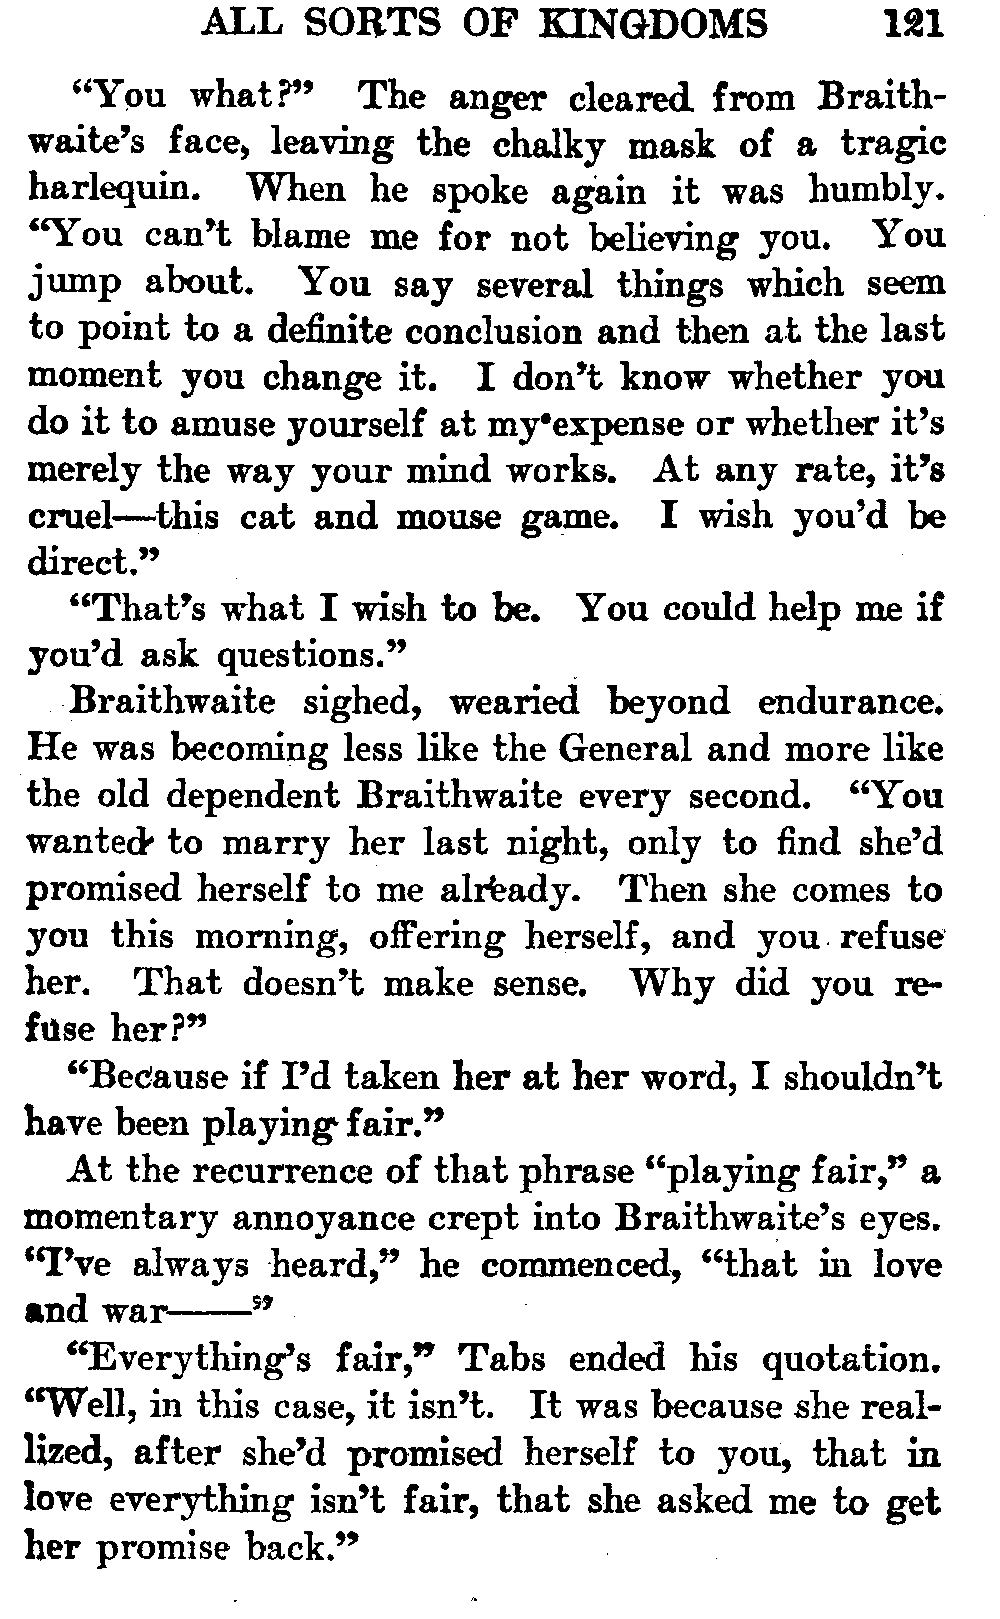 ALL SORTS OF KINGDOMS 121
“You what?” The anger cleared from Braith-
waite’s face, leaving the chalky mask of a tragic
harlequin. When he spoke again it was humbly.
“You can’t blame me for not believing you. You
jump about. You say several things which seem
to point to a definite conclusion and then at the last
moment you change it. I don’t know whether you
do it to amuse yourself at my expense or whether it’s
merely the way your mind works. At any rate, it’s
cruel—this cat and mouse game. I wish you’d be
direct.”
“That’s what I wish to be. You could help me if
you’d ask questions.”
Braithwaite sighed, wearied beyond endurance.
He was becoming less like the General and more like
the old dependent Braithwaite every second. “You
wanted to marry her last night, only to find she’d
promised herself to me already. Then she comes to
you this morning, offering herself, and you refuse
her. That doesn’t make sense. Why did you re-
fuse her?”
“Because if I’d taken her at her word, I shouldn’t
have been playing fair.”
At the recurrence of that phrase “playing fair,” a
momentary annoyance crept into Braithwaite’s eyes.
“I’ve always heard,” he commenced, “that in love
and war——”
“Everything’s fair,” Tabs ended his quotation.
“Well, in this case, it isn’t. It was because she real-
lized, after she’d promised herself to you, that in
love everything isn’t fair, that she asked me to get
her promise back.”